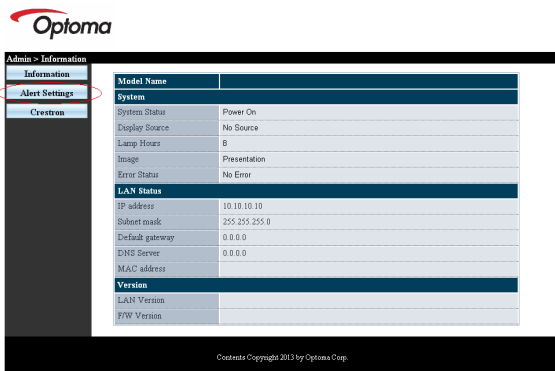 Optoma
Admin > Information
Information
Alert Settings
Crestron
Model Name
System
System Status Power On
Display Source No Source
Lamp Hours 8
Image Presentation
Error Status No Error
LAN Status
IP address 10.10.10.10
Subnet mask 255.255.255.0
Default gateway 0.0.0.0
DNS Server 0.0.0.0
MAC address
Version
LAN Version
F/W Version
Contents Copyright 2013 by Optoma Corp.